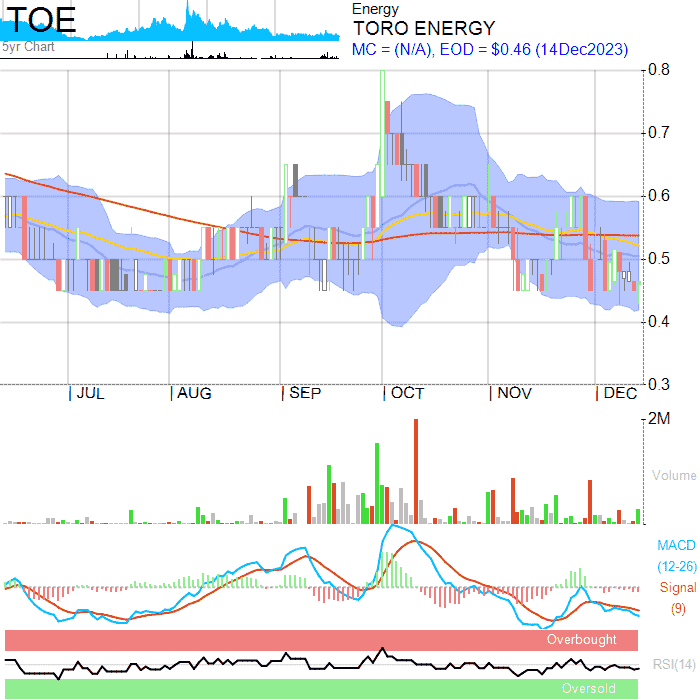 TOE
5yr Chart
Energy
TORO ENERGY
MC = (N/A), EOD = $0.46 (14Dec2023)
0.8
0.7
0.6
0.5
0.4
0.3
JUL AUG SEP OCT NOV DEC
2M
Volume
MACD
(12-26)
Signal
(9)
Overbought
RSI(14)
Oversold